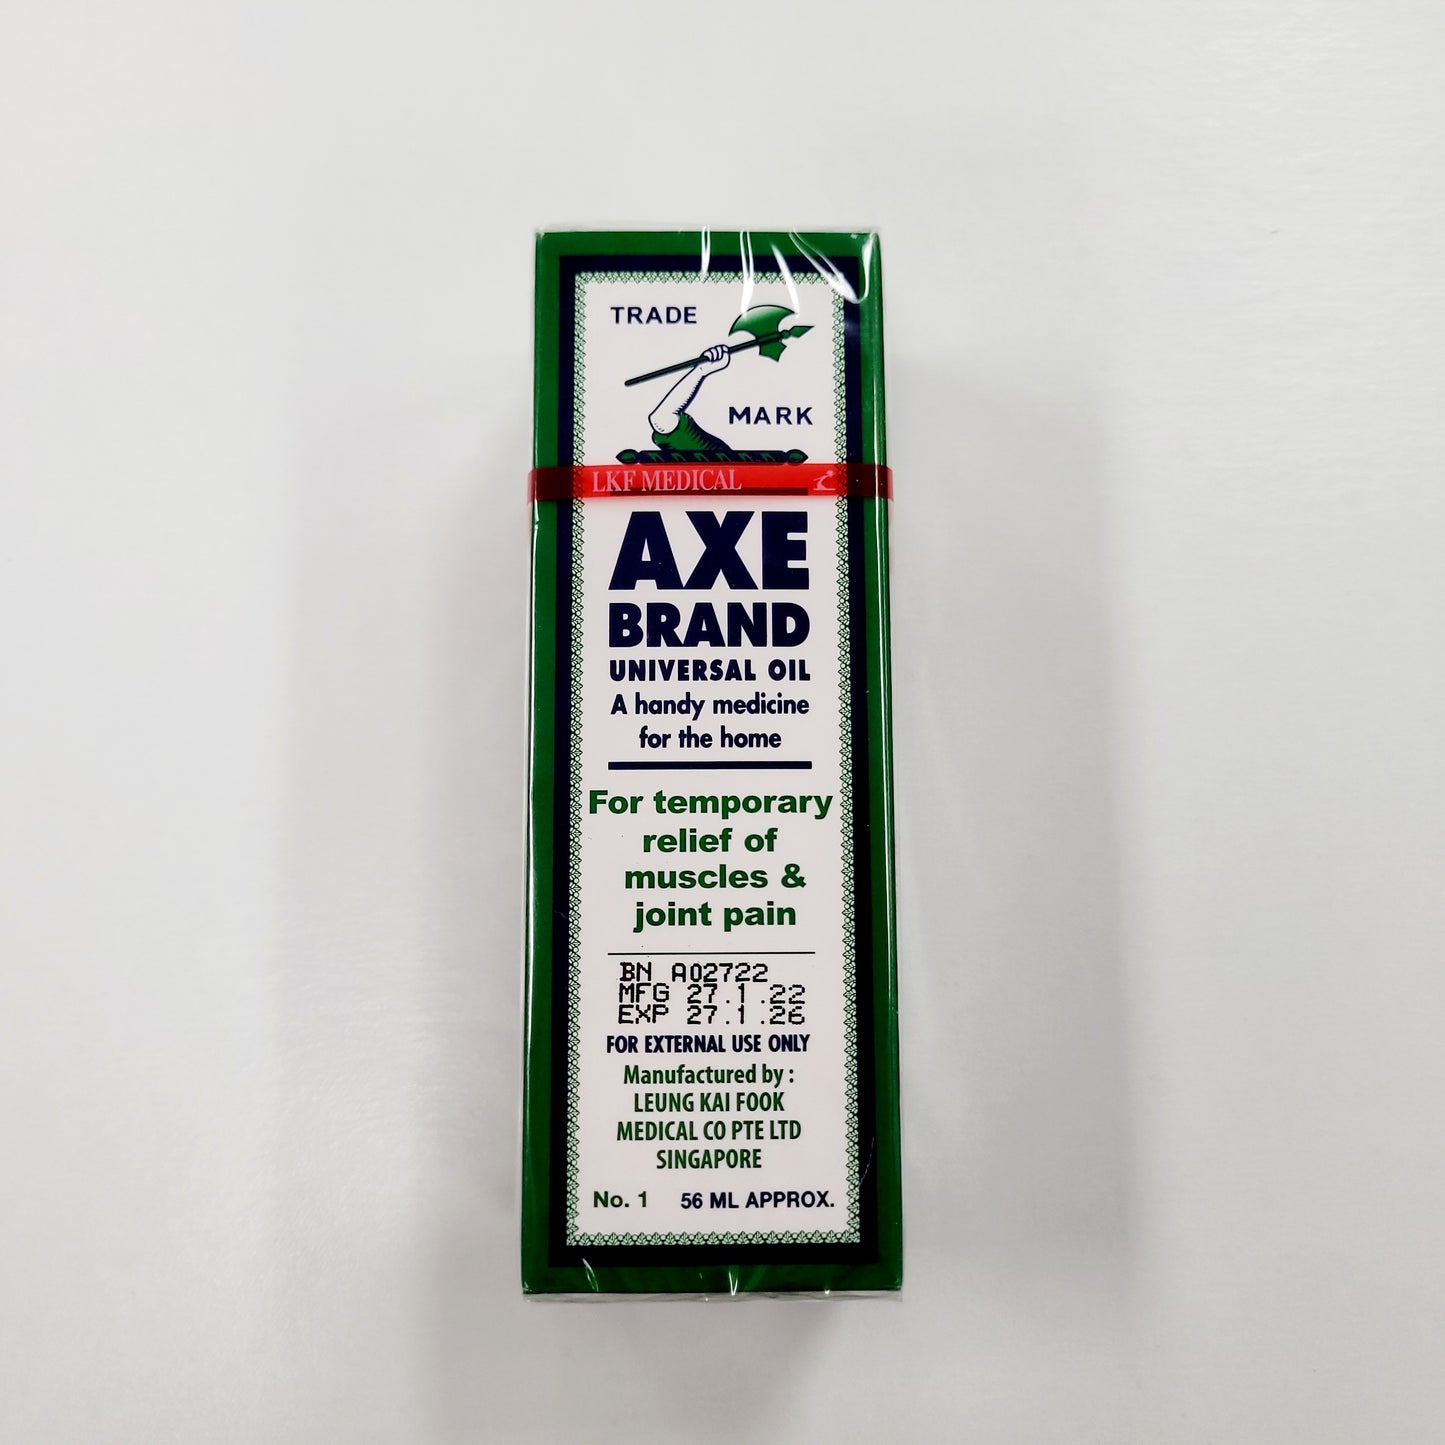 TRADE
MARK
LKF MEDICAL
AXE
BRAND
UNIVERSAL OIL
A handy medicine
for the home
For temporary
relief of
muscles &
joint pain
BN A02722
MFG 27.1.22
EXP 27.1.26
FOR EXTERNAL USE ONLY
Manufactured by :
LEUNG KAI FOOK
MEDICAL CO PTE LTD
SINGAPORE
No. 1 56 ML APPROX.